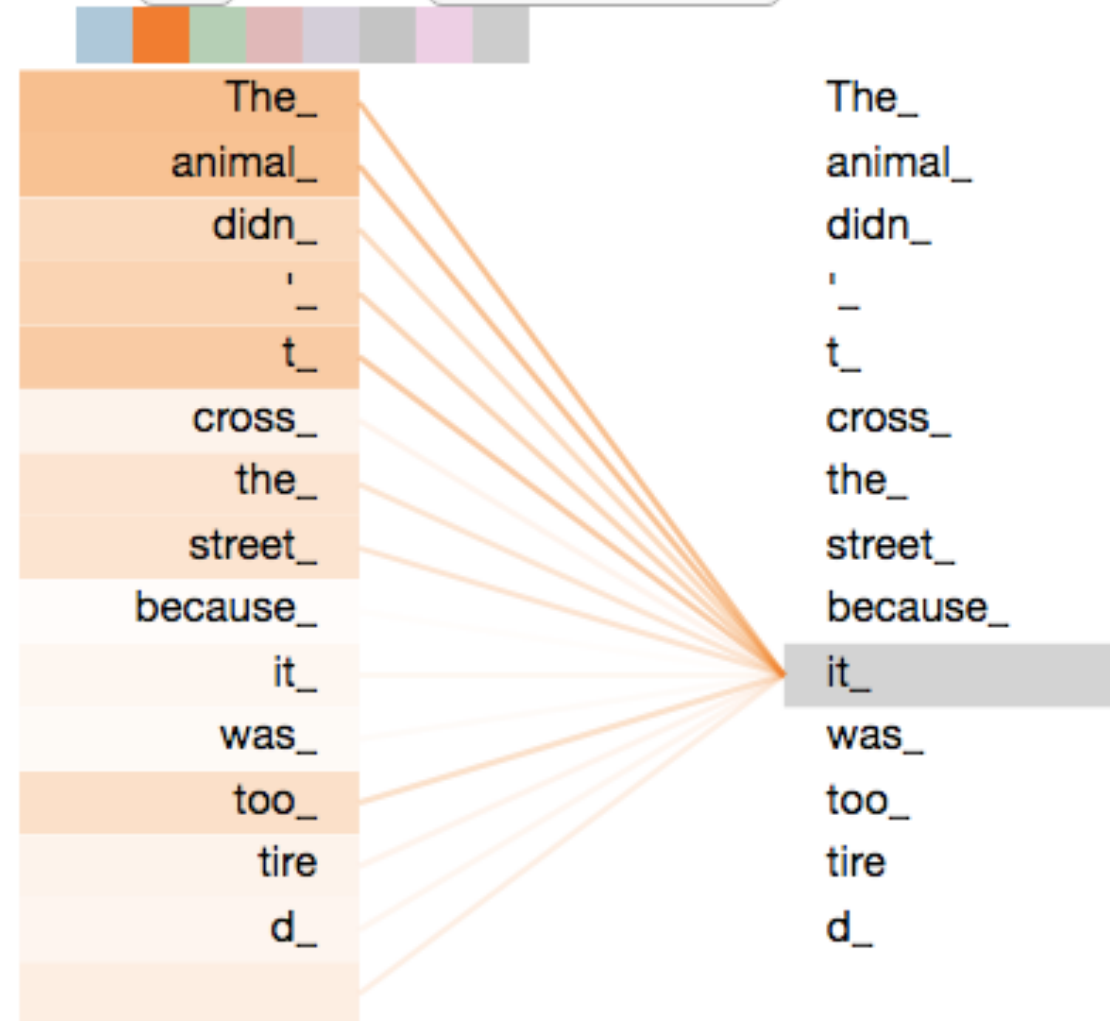 The_ The_
animal_ animal_
didn_ didn_
'_ '_
t_ t_
cross_ cross_
the_ the_
street_ street_
because_ because_
it_ it_
was_ was_
too_ too_
tire tire
d_ d_